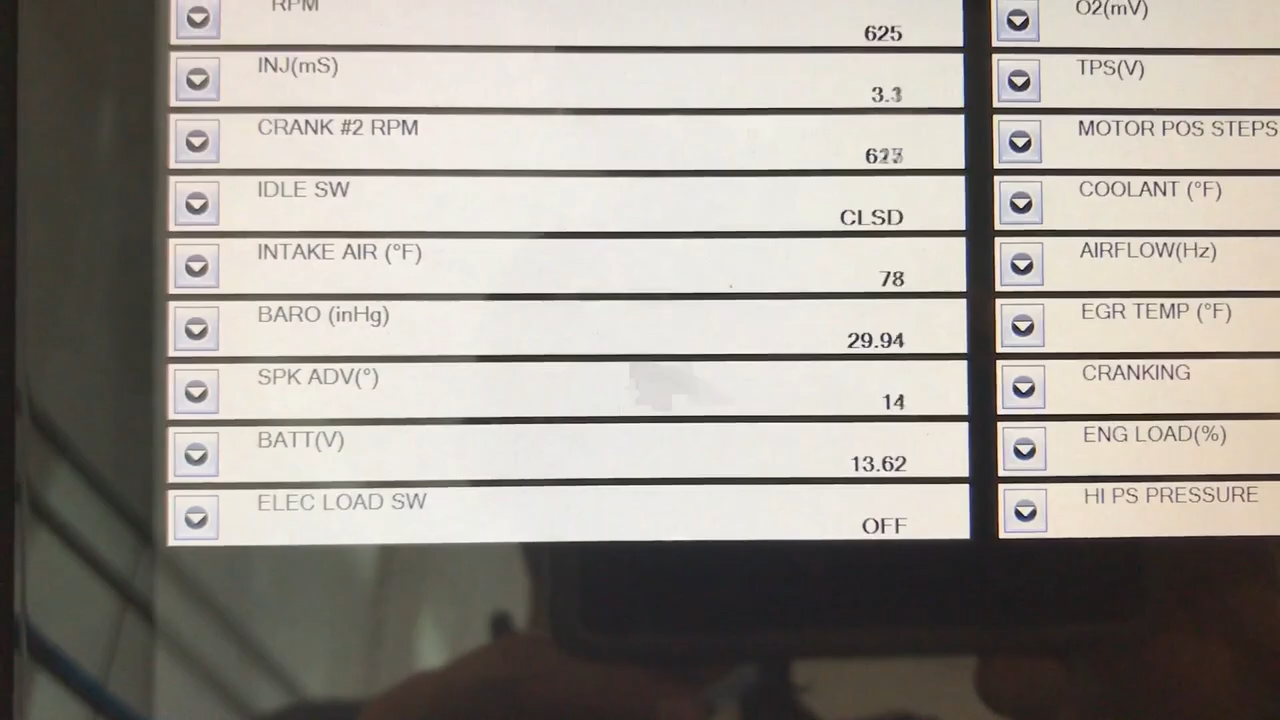 RPM
625
INJ(mS)
CRANK #2 RPM
IDLE SW
CLSD
INTAKE AIR (°F)
78
BARO (inHg)
29.94
SPK ADV(°)
14
BATT(V)
13.62
ELEC LOAD SW
OFF
O2(mV)
TPS(V)
MOTOR POS STEPS
COOLANT (°F)
AIRFLOW(Hz)
EGR TEMP (°F)
CRANKING
ENG LOAD(%)
HI PS PRESSURE